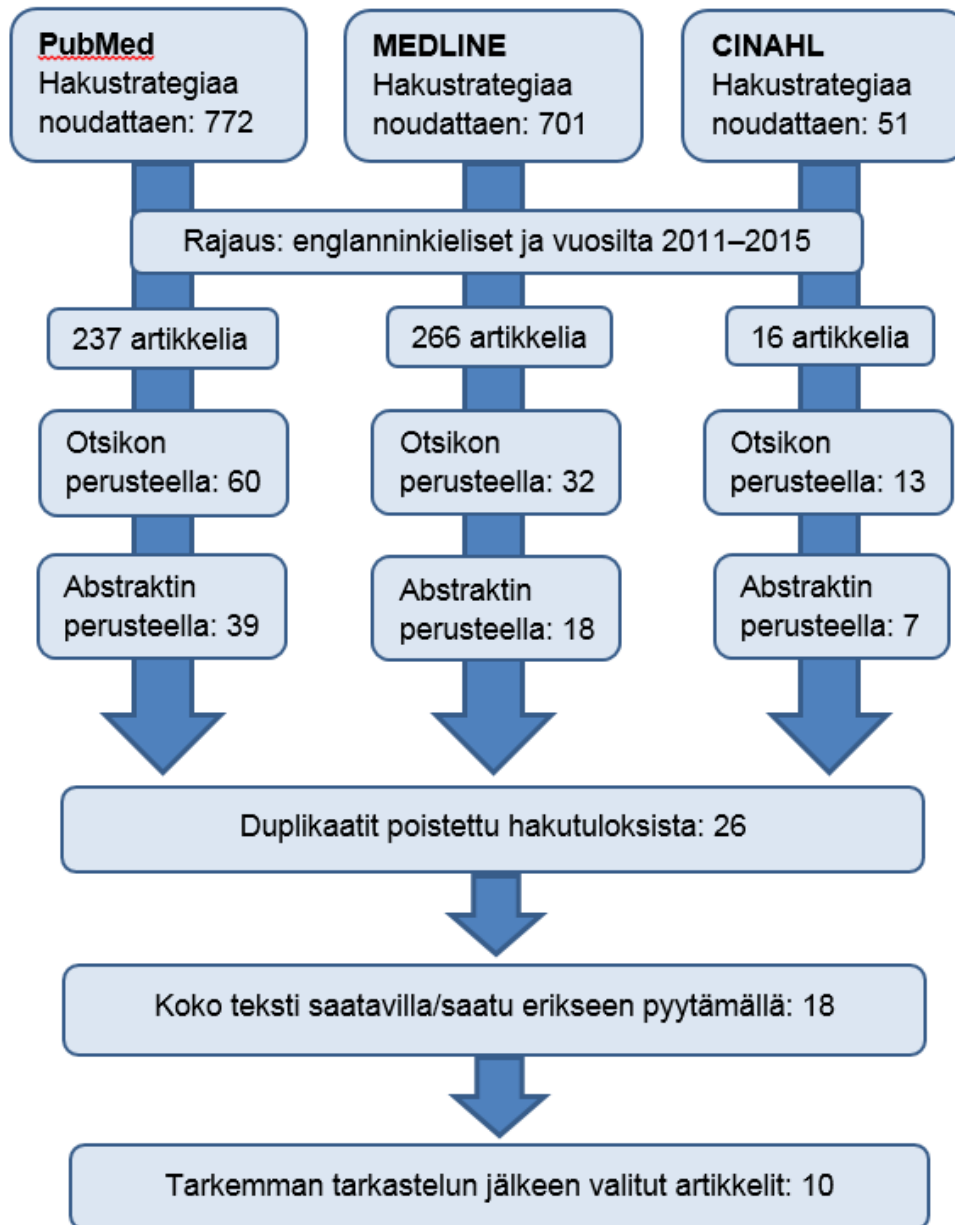 PubMed
Hakustrategiaa
noudattaen: 772
MEDLINE
Hakustrategiaa
noudattaen: 701
CINAHL
Hakustrategiaa
noudattaen: 51
Rajaus: englanninkieliset ja vuosilta 2011–2015
237 artikkelia
266 artikkelia
16 artikkelia
Otsikon
perusteella: 60
Otsikon
perusteella: 32
Otsikon
perusteella: 13
Abstraktin
perusteella: 39
Abstraktin
perusteella: 18
Abstraktin
perusteella: 7
Duplikaatit poistettu hakutuloksista: 26
Koko teksti saatavilla/saatu erikseen pyytämällä: 18
Tarkemman tarkastelun jälkeen valitut artikkelit: 10